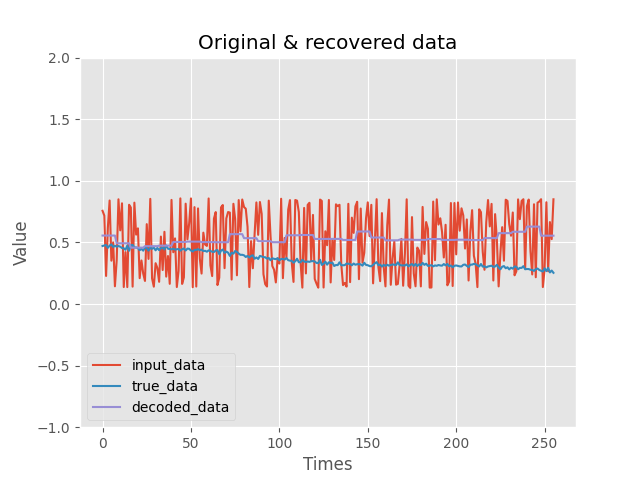 Original & recovered data
2.0
1.5
1.0
0.5
0.0
−0.5
−1.0
Value
input_data
true_data
decoded_data
0 50 100 150 200 250
Times